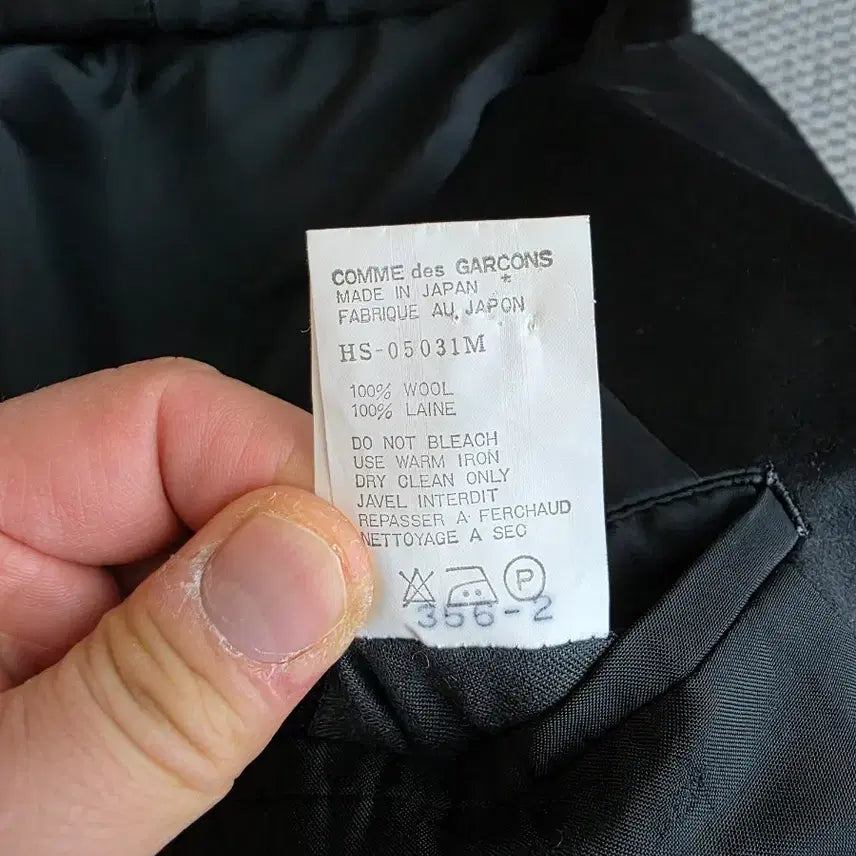 COMME des GARCONS
*
MADE IN JAPAN
FABRIQUE AU JAPON
HS-05031M
100% WOOL
100% LAINE
DO NOT BLEACH
USE WARM IRON
DRY CLEAN ONLY
JAVEL INTERDIT
REPASSER A FERCHAUD
NETTOYAGE A SEC
P
356-2